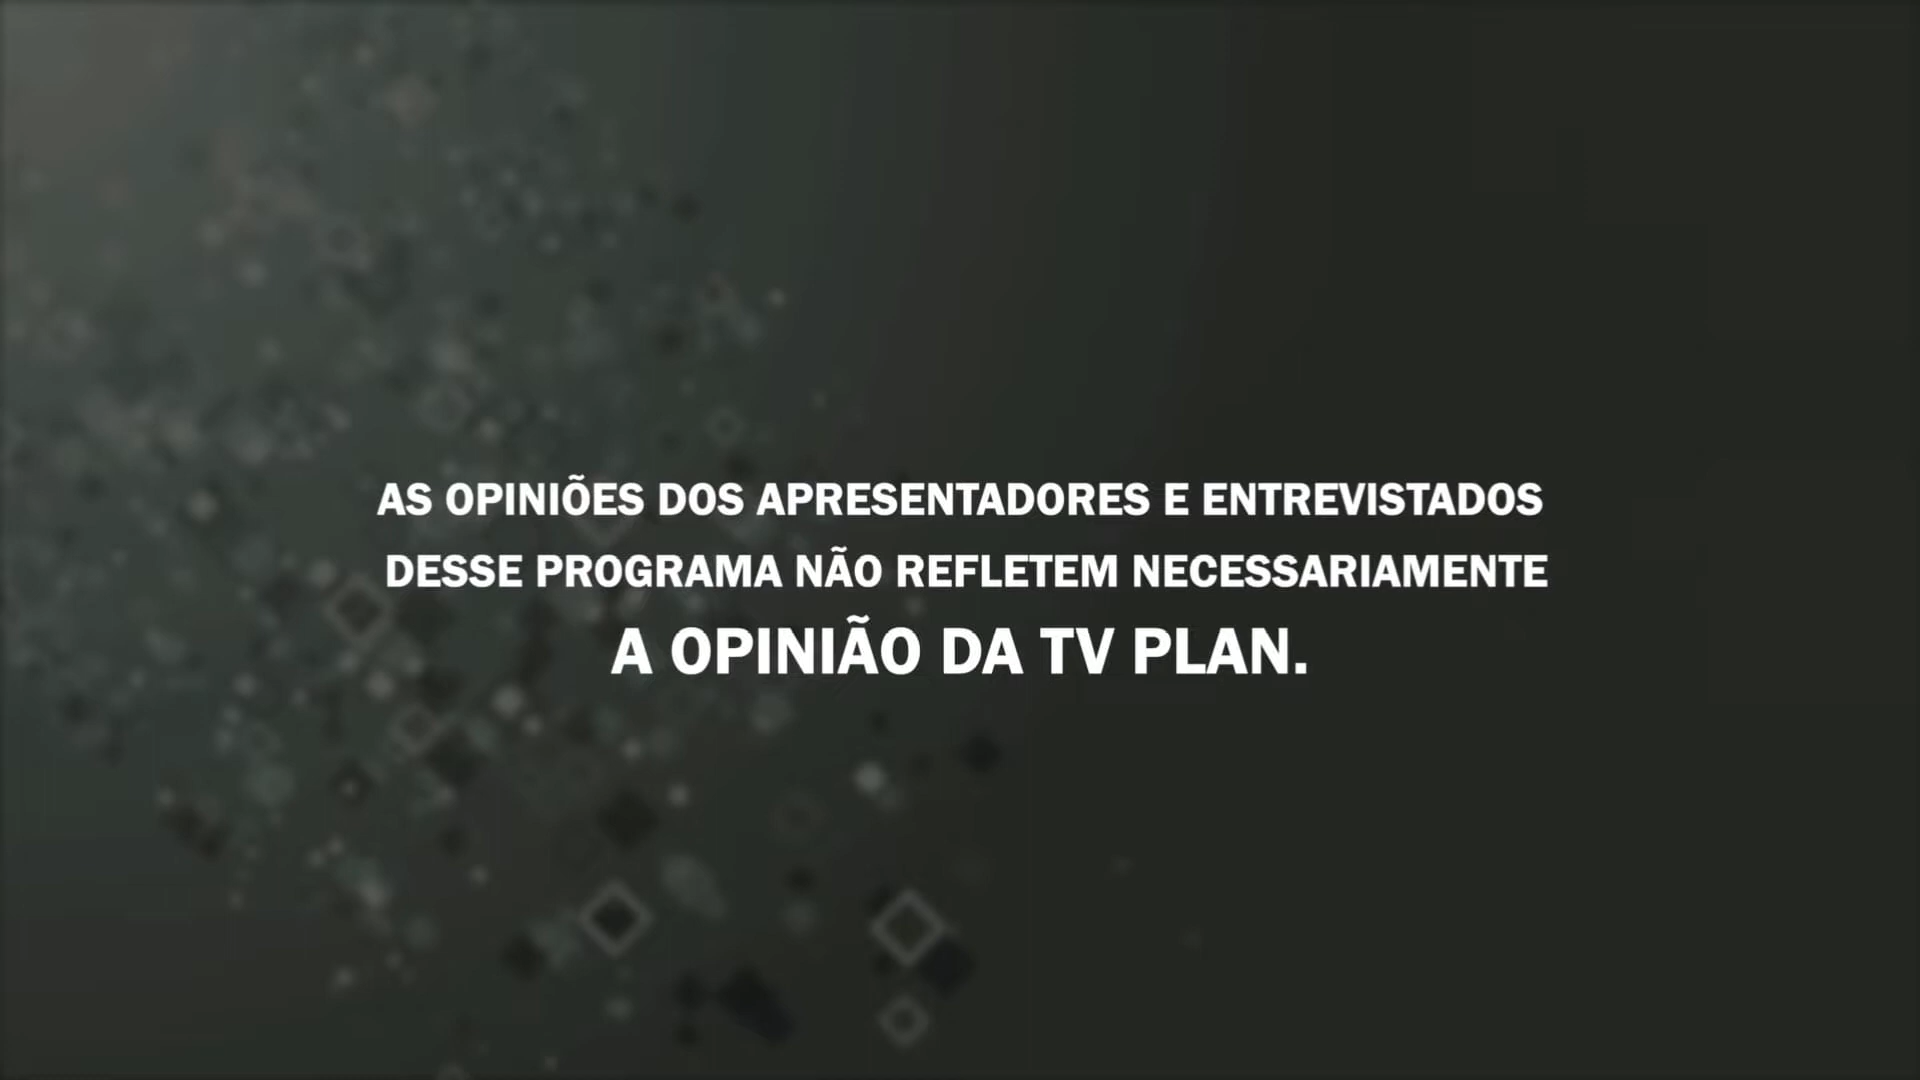 AS OPINIÕES DOS APRESENTADORES E ENTREVISTADOS
DESSE PROGRAMA NÃO REFLETEM NECESSARIAMENTE
A OPINIÃO DA TV PLAN.